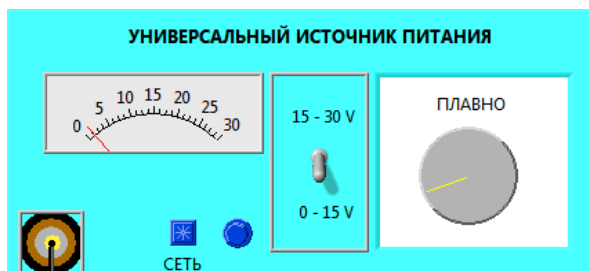 УНИВЕРСАЛЬНЫЙ ИСТОЧНИК ПИТАНИЯ
0 5 10 15 20 25 30
15 - 30 V
0 - 15 V
ПЛАВНО
СЕТЬ